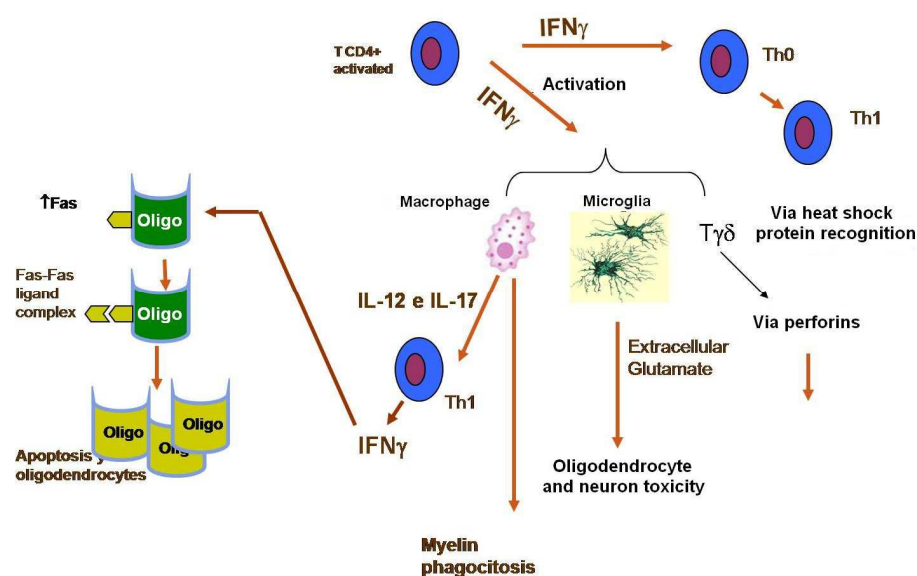 IFNγ
TCD4+
activated
Th0
Activation
IFNγ
Th1
Macrophage
Microglia
Tγδ
Via heat shock
protein recognition
↑Fas
Oligo
Fas-Fas
ligand
complex
Oligo
IL-12 e IL-17
Via perforins
Extracellular
Glutamate
Th1
IFNγ
Oligo
Oligo
Oligo
Apoptosis y
oligodendrocytes
Oligodendrocyte
and neuron toxicity
Myelin
phagocitosis